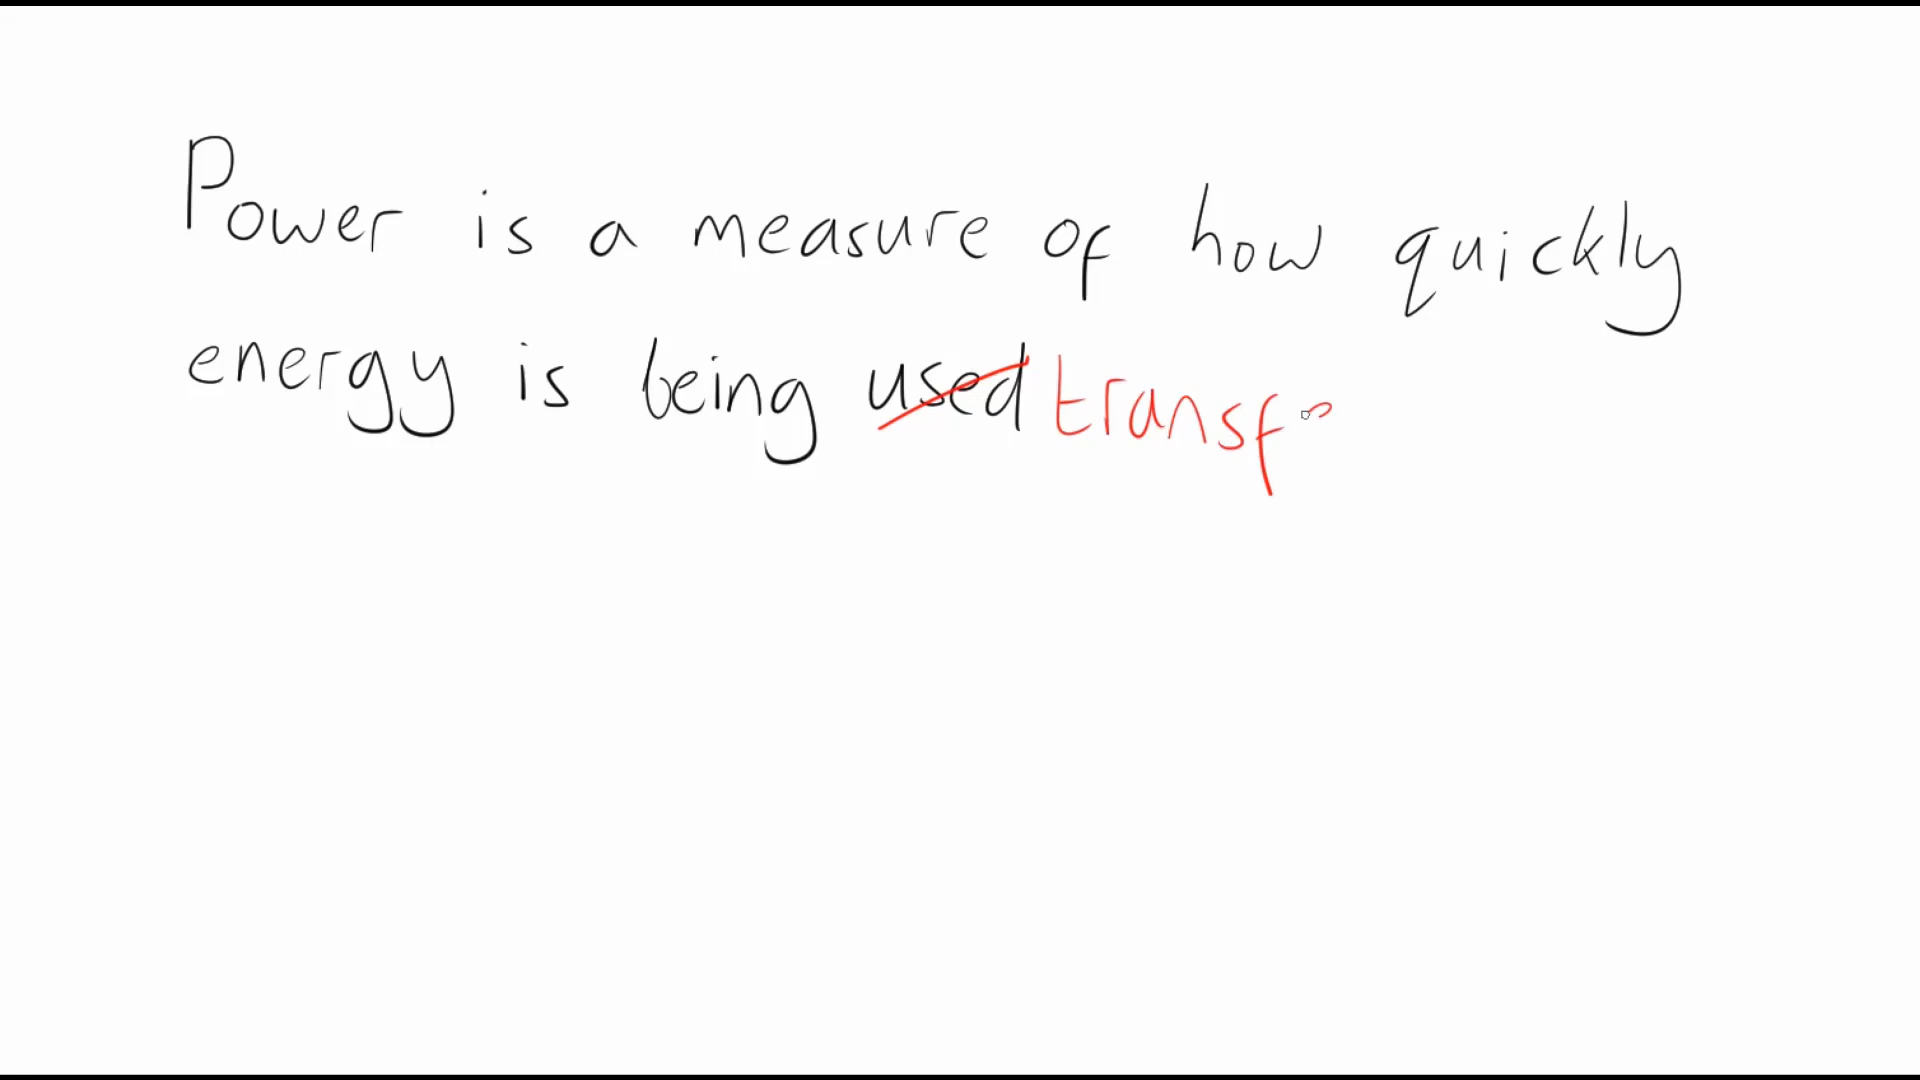 Power is a measure of how quickly
energy is being used transf